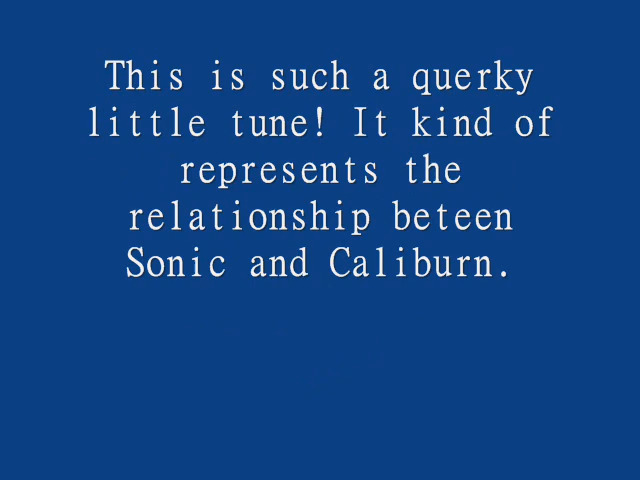 This is such a querky
little tune! It kind of
represents the
relationship beteen
Sonic and Caliburn.